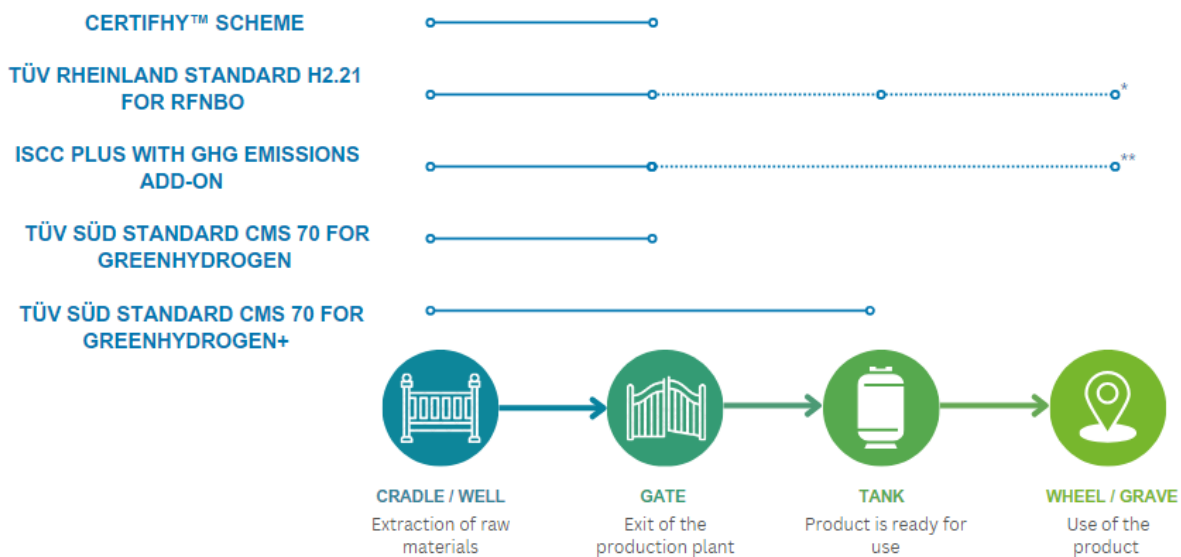 CERTIFHY™ SCHEME
TÜV RHEINLAND STANDARD H2.21
FOR RFNBO
*
ISCC PLUS WITH GHG EMISSIONS
ADD-ON
**
TÜV SÜD STANDARD CMS 70 FOR
GREENHYDROGEN
TÜV SÜD STANDARD CMS 70 FOR
GREENHYDROGEN+
CRADLE / WELL
Extraction of raw
materials
GATE
Exit of the
production plant
TANK
Product is ready for
use
WHEEL / GRAVE
Use of the
product